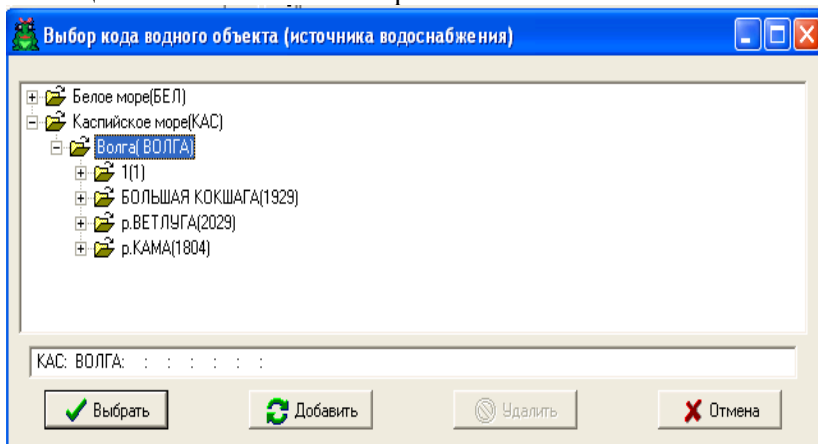 Выбор кода водного объекта (источника водоснабжения)
Белое море(БЕЛ)
Каспийское море(КАС)
Волга( ВОЛГА)
1(1)
БОЛЬШАЯ КОКШАГА(1929)
р.ВЕТЛУГА(2029)
р.КАМА(1804)
КАС: ВОЛГА: : : : : : :
Выбрать Добавить Удалить Отмена